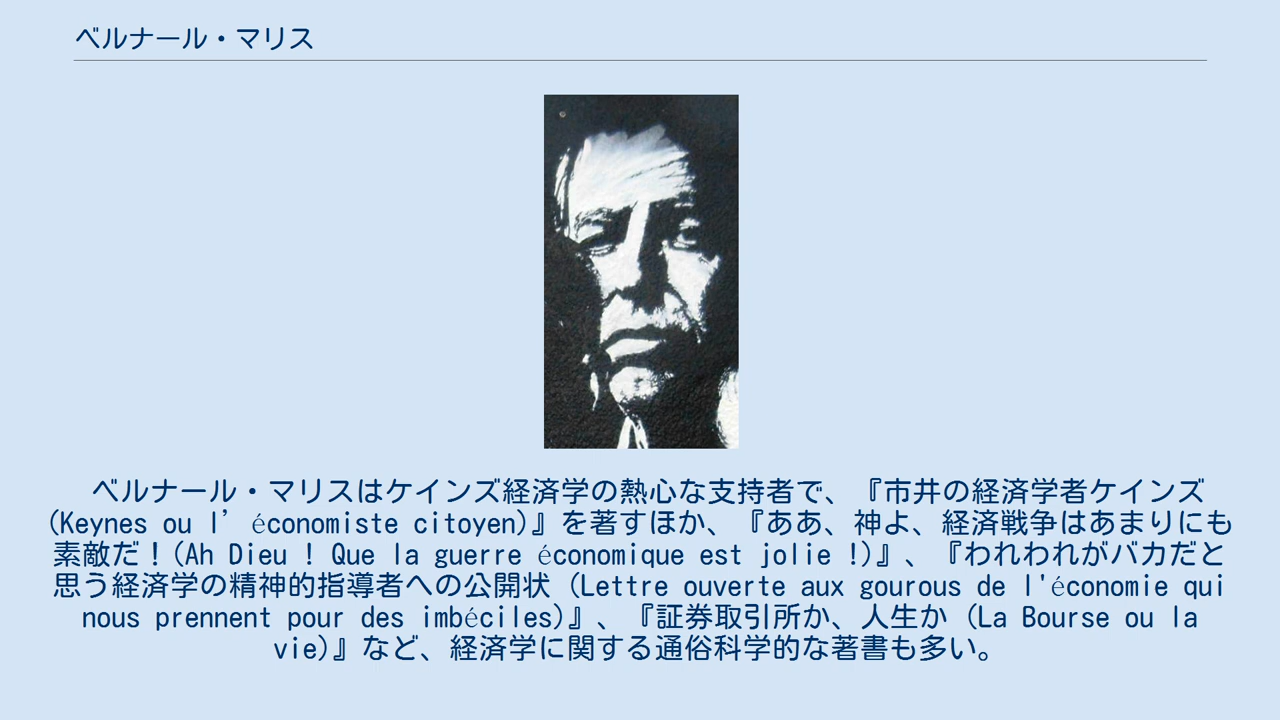 ベルナール・マリス
ベルナール・マリスはケインズ経済学の熱心な支持者で、『市井の経済学者ケインズ
(Keynes ou l’économiste citoyen)』を著すほか、『ああ、神よ、経済戦争はあまりにも
素敵だ！(Ah Dieu ! Que la guerre économique est jolie !)』、『われわれがバカだと
思う経済学の精神的指導者への公開状 (Lettre ouverte aux gourous de l'économie qui
nous prennent pour des imbéciles)』、『証券取引所か、人生か (La Bourse ou la
vie)』など、経済学に関する通俗科学的な著書も多い。